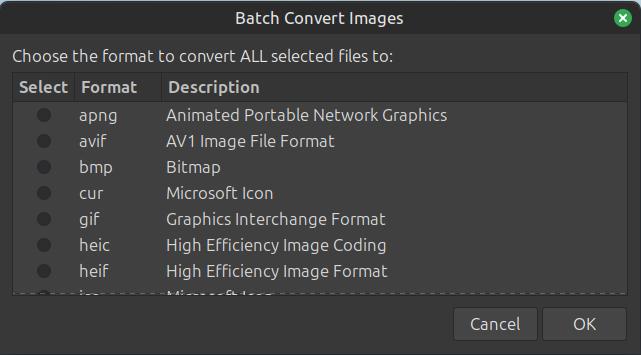 Batch Convert Images
Choose the format to convert ALL selected files to:
Select Format Description
apng Animated Portable Network Graphics
avif AV1 Image File Format
bmp Bitmap
cur Microsoft Icon
gif Graphics Interchange Format
heic High Efficiency Image Coding
heif High Efficiency Image Format
Microsoft Icon
Cancel OK